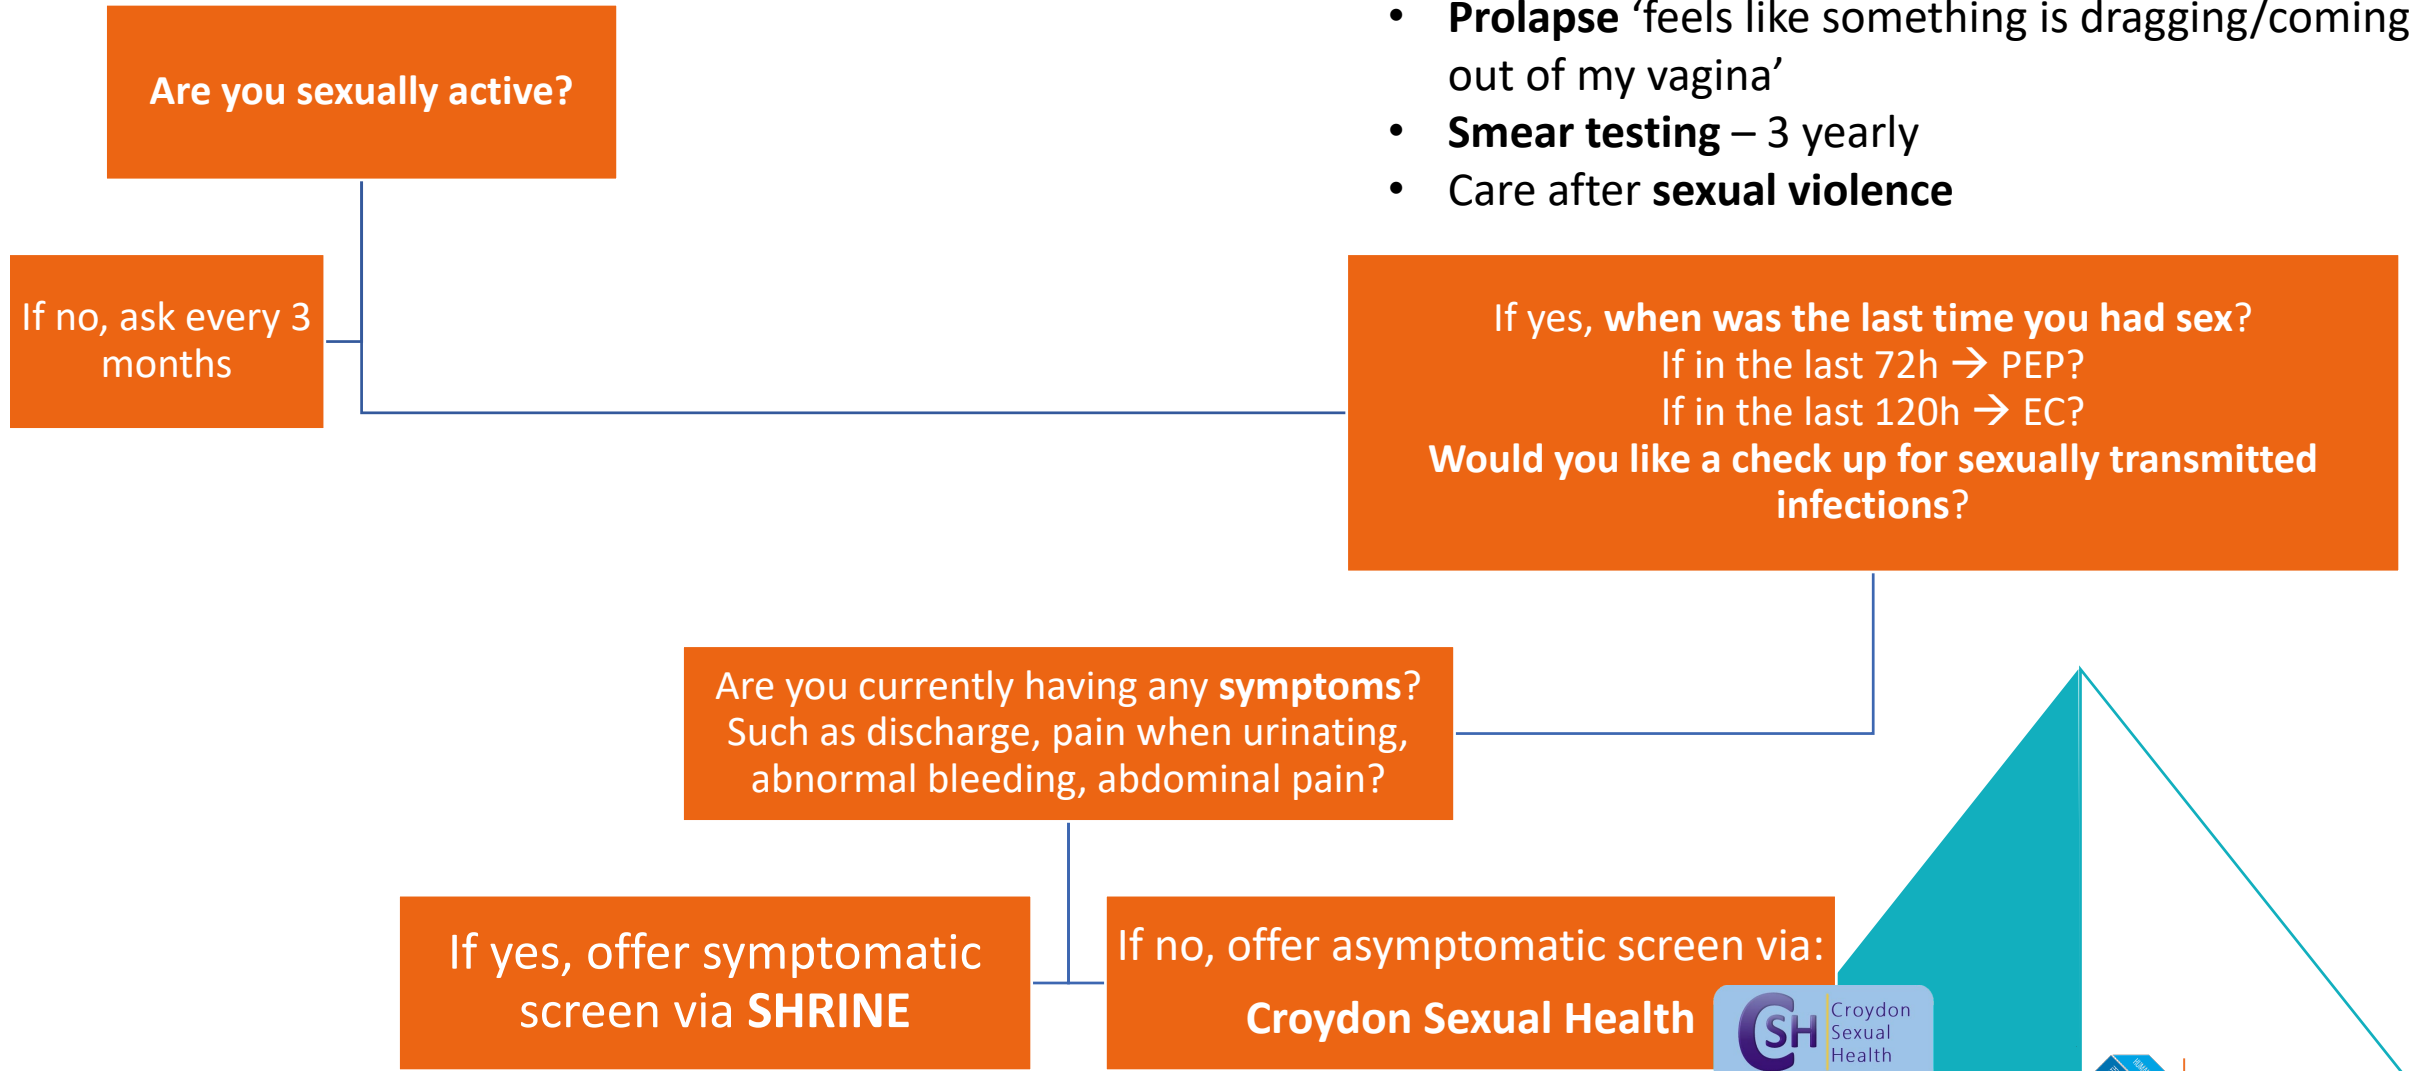 • Prolapse ‘feels like something is dragging/coming
out of my vagina’
• Smear testing – 3 yearly
• Care after sexual violence
Are you sexually active?
If no, ask every 3
months
If yes, when was the last time you had sex?
If in the last 72h → PEP?
If in the last 120h → EC?
Would you like a check up for sexually transmitted
infections?
Are you currently having any symptoms?
Such as discharge, pain when urinating,
abnormal bleeding, abdominal pain?
If yes, offer symptomatic
screen via SHRINE
If no, offer asymptomatic screen via:
Croydon Sexual Health
CSH
Croydon
Sexual
Health